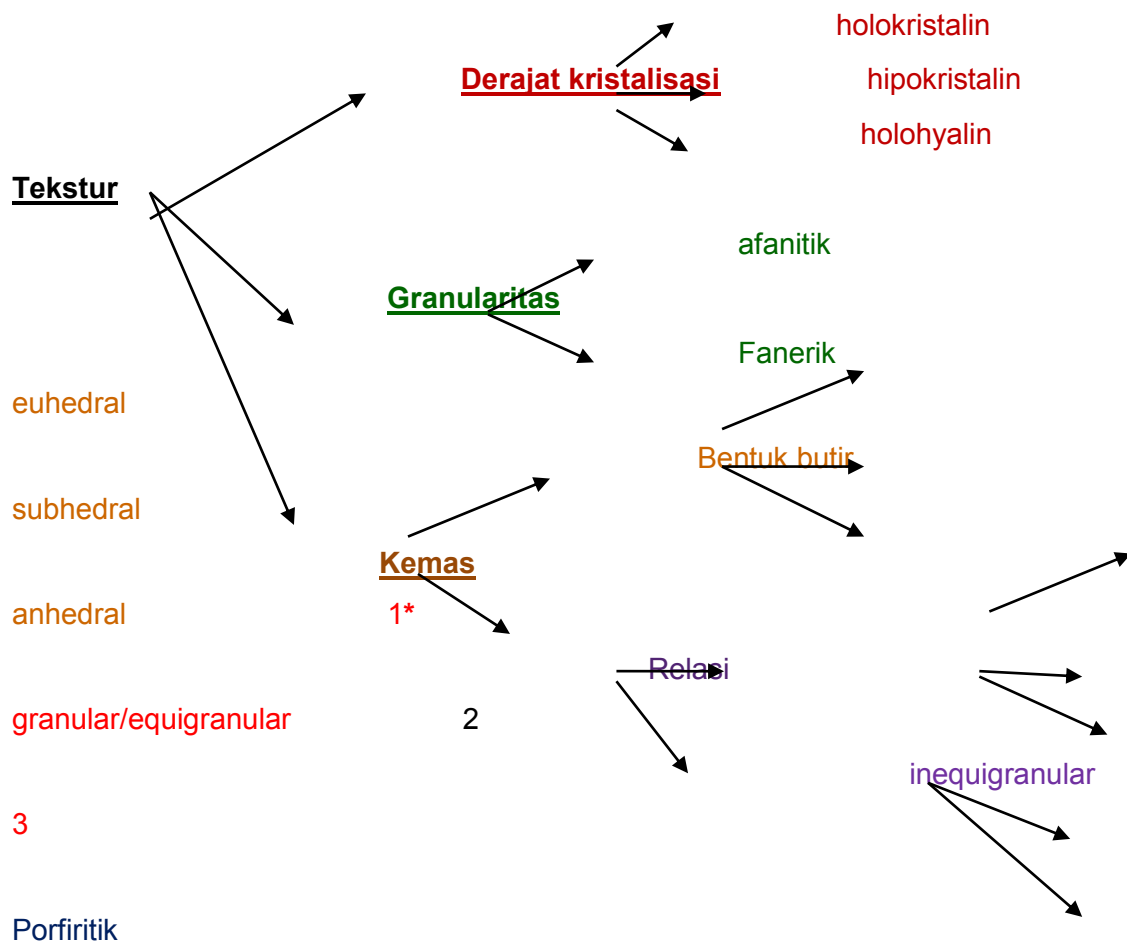 holokristalin
Derajat kristalisasi hipokristalin
holohyalin
Tekstur
afanitik
Granularitas
Fanerik
euhedral
Bentuk butir
subhedral
Kemas
anhedral 1*
Relasi
granular/equigranular 2
inequigranular
3
Porfiritik